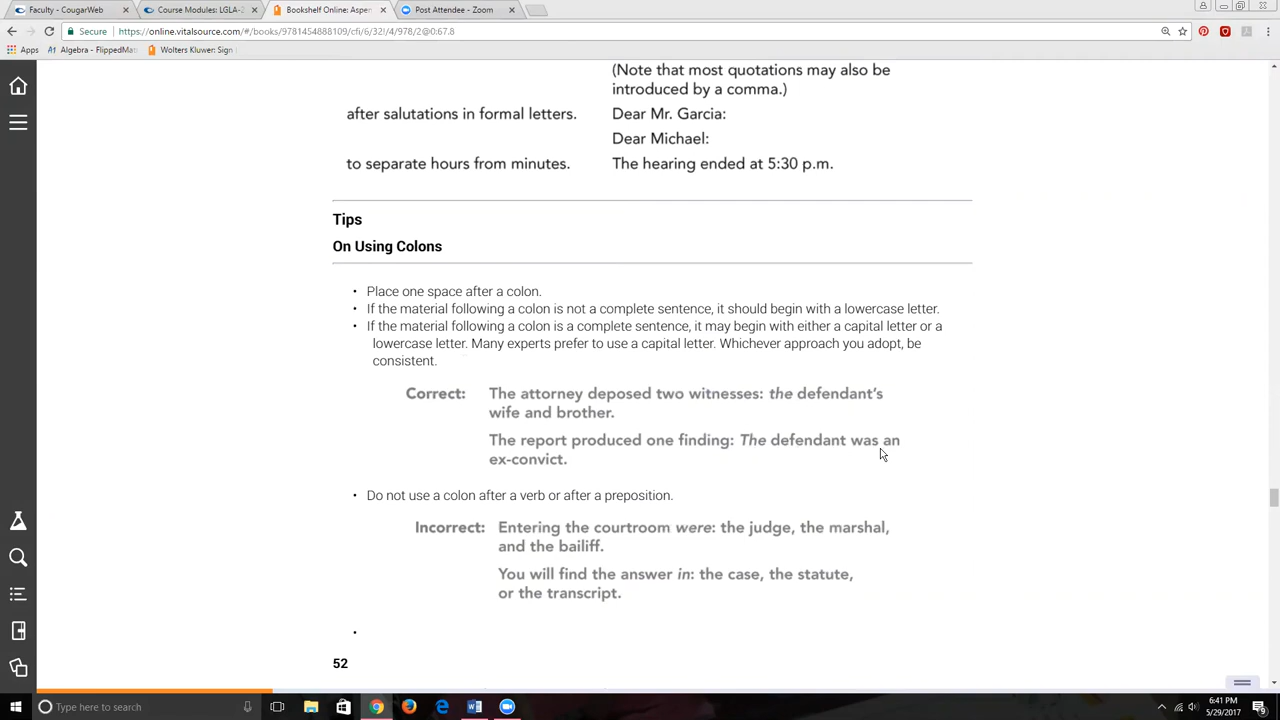 Faculty - CougarWeb
Course Modules: LGLA-2
Bookshelf Online: Aspen
Post Attendee - Zoom
Secure
https://online.vitalsource.com/#/books/9781454888109/cfi/6/32!/4/978/2@0:67.8
Apps
Algebra - FlippedMat
Wolters Kluwer: Sign
(Note that most quotations may also be
introduced by a comma.)
after salutations in formal letters.
Dear Mr. Garcia:
Dear Michael:
to separate hours from minutes.
The hearing ended at 5:30 p.m.
Tips
On Using Colons
• Place one space after a colon.
• If the material following a colon is not a complete sentence, it should begin with a lowercase letter.
• If the material following a colon is a complete sentence, it may begin with either a capital letter or a
lowercase letter. Many experts prefer to use a capital letter. Whichever approach you adopt, be
consistent.
Correct: The attorney deposed two witnesses: the defendant's
wife and brother.
The report produced one finding: The defendant was an
ex-convict.
• Do not use a colon after a verb or after a preposition.
Incorrect: Entering the courtroom were: the judge, the marshal,
and the bailiff.
You will find the answer in: the case, the statute,
or the transcript.
•
52
Type here to search
6:41 PM
5/29/2017